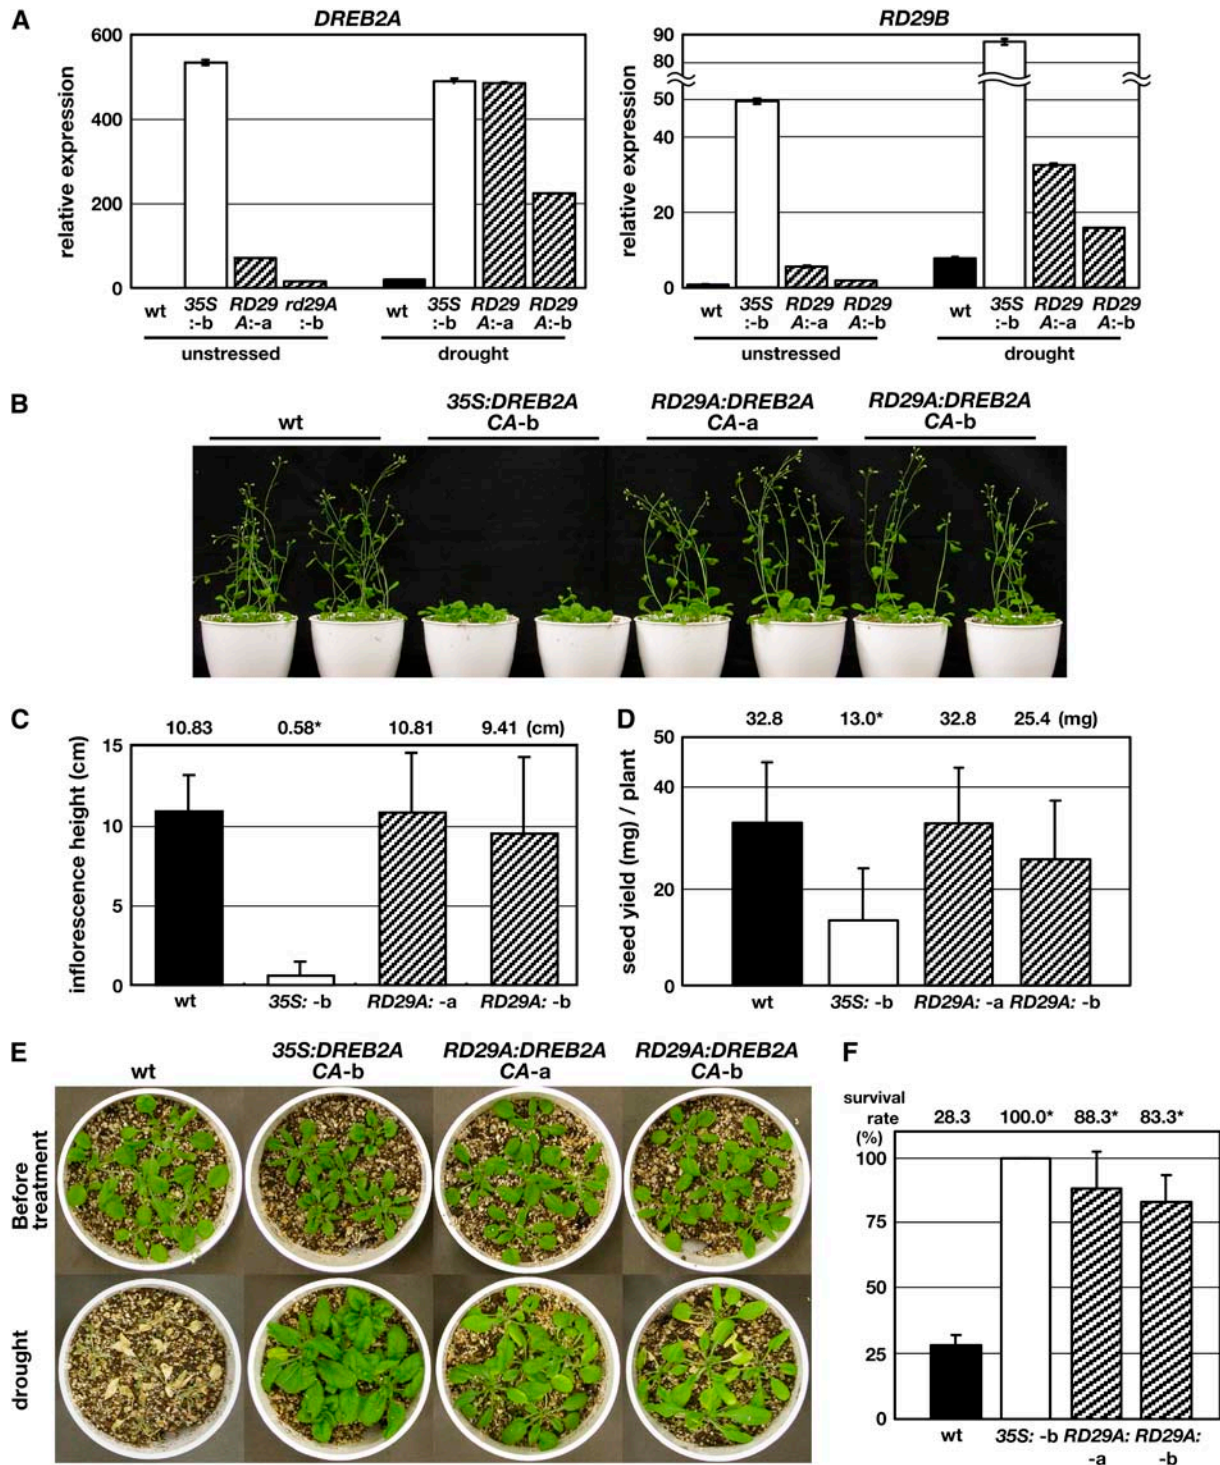 A
DREB2A
RD29B
relative expression
600
400
200
0
wt
35S
:-b
RD29
A:-a
rd29A
:-b
wt
35S
:-b
RD29
A:-a
RD29
A:-b
unstressed
drought
relative expression
90
80
50
40
20
0
wt
35S
:-b
RD29
A:-a
RD29
A:-b
wt
35S
:-b
RD29
A:-a
RD29
A:-b
unstressed
drought
B
wt
35S:DREB2A
CA-b
RD29A:DREB2A
CA-a
RD29A:DREB2A
CA-b
C
10.83 0.58* 10.81 9.41 (cm)
inflorescence height (cm)
15
10
5
0
wt 35S: -b RD29A: -a RD29A: -b
D
32.8 13.0* 32.8 25.4 (mg)
seed yield (mg) / plant
50
40
20
0
wt 35S: -b RD29A: -a RD29A: -b
E
wt
35S:DREB2A
CA-b
RD29A:DREB2A
CA-a
RD29A:DREB2A
CA-b
Before
treatment
drought
F
survival
rate 28.3 100.0* 88.3* 83.3*
(%)
100
75
50
25
0
wt 35S: -b RD29A: RD29A:
-a -b